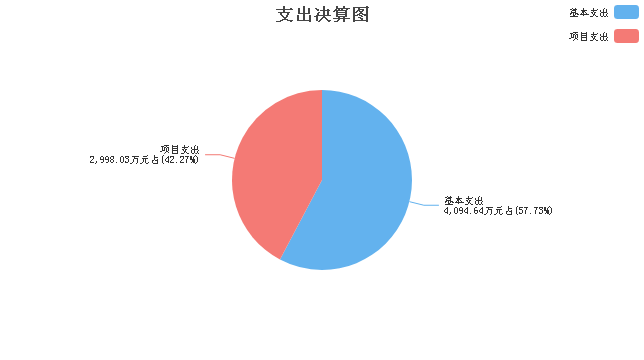 支出决算图
基本支出
项目支出
项目支出
2,998.03万元占(42.27%)
基本支出
4,094.64万元占(57.73%)